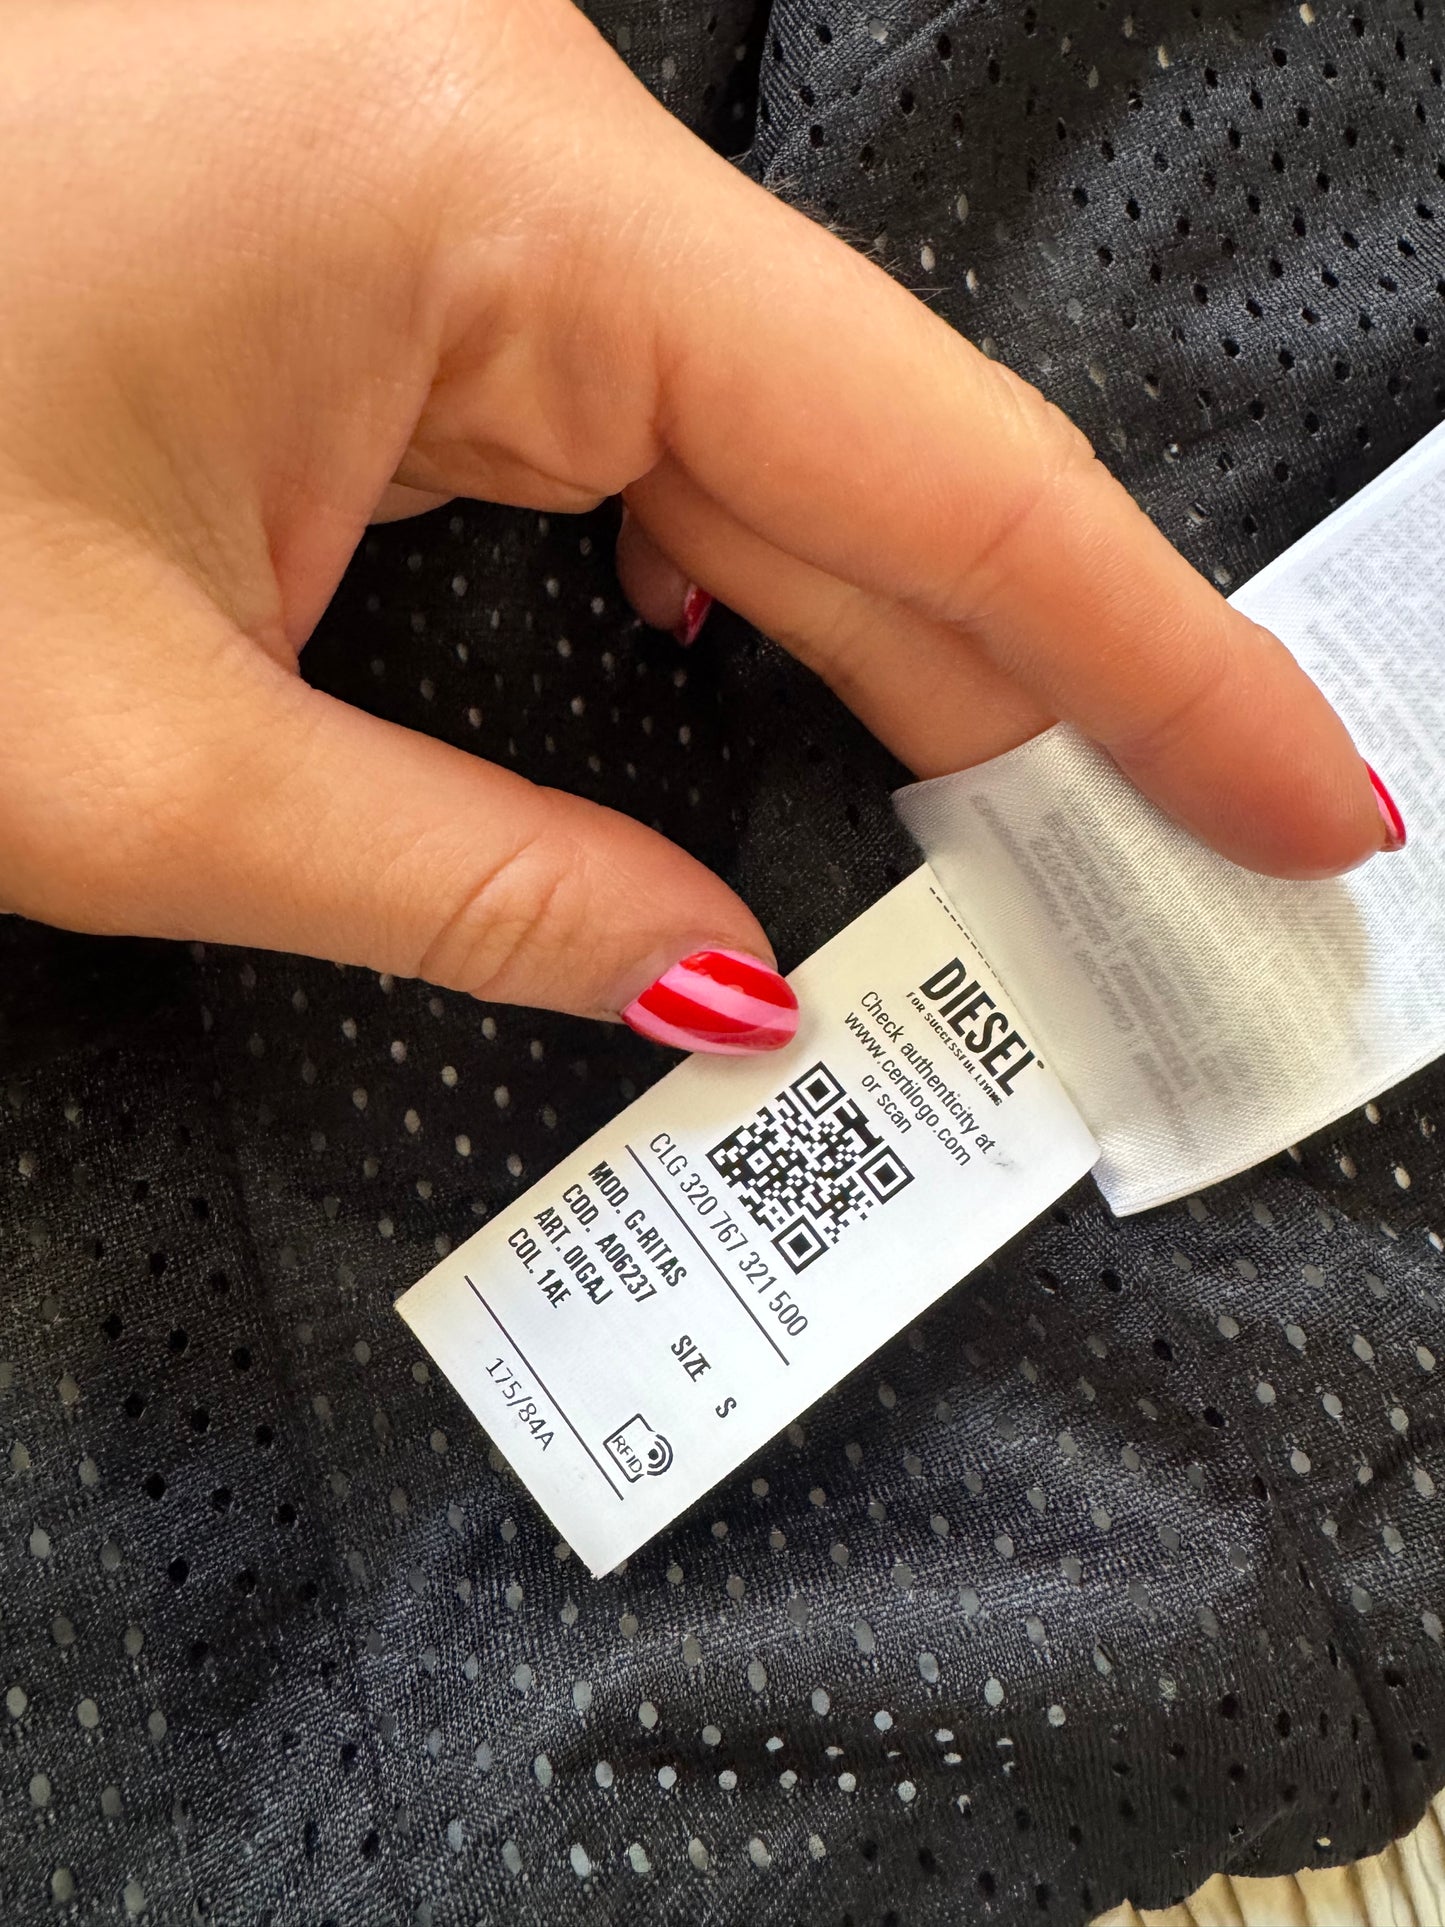 DIESEL
FOR SUCCESSFUL LIVING
Check authenticity at
www.certilogo.com
or scan
CLG 320 767 321 500
MOD. G-RITAS
COD. A06237
ART. 0IGAJ
COL. 1AE
SIZE S
RFID
175/84A